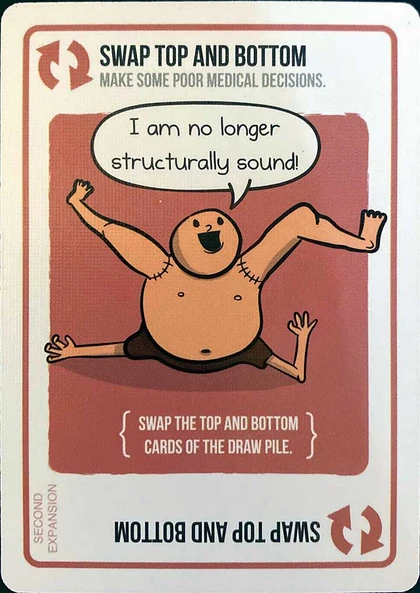 SWAP TOP AND BOTTOM
MAKE SOME POOR MEDICAL DECISIONS.
I am no longer
structurally sound!
{ SWAP THE TOP AND BOTTOM
CARDS OF THE DRAW PILE. }
SECOND
EXPANSION
SWAP TOP AND BOTTOM